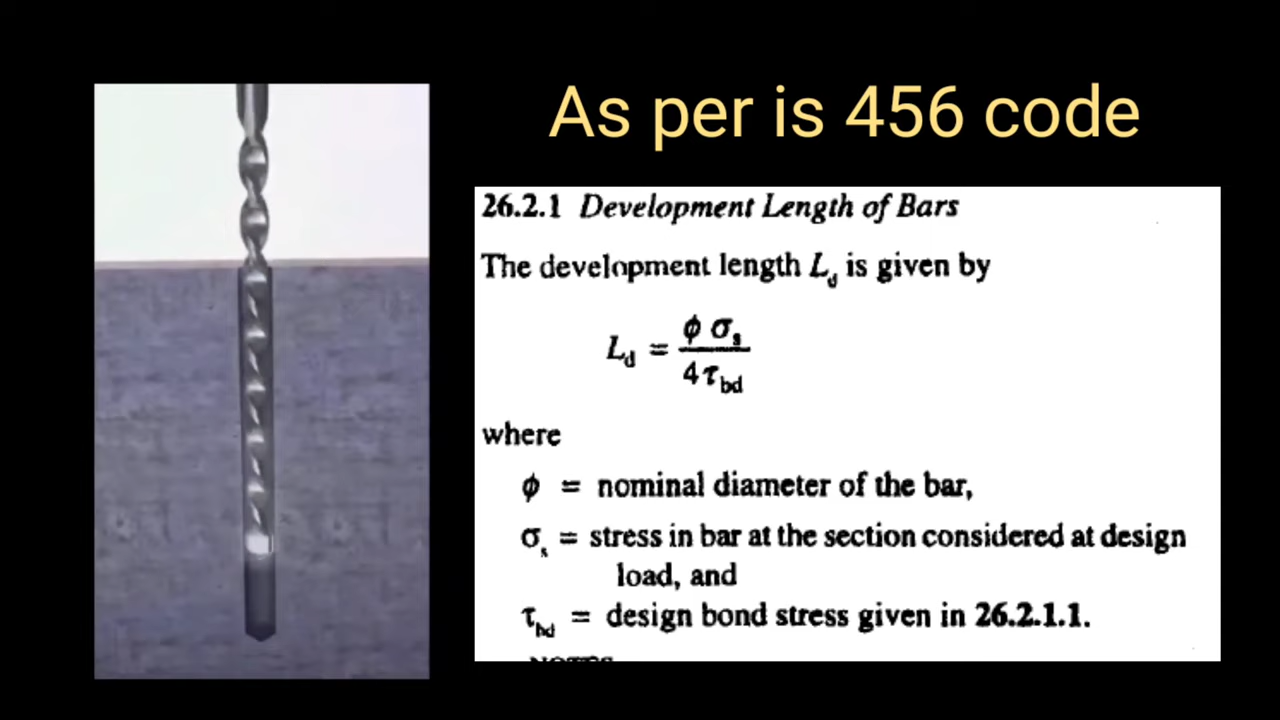 As per is 456 code
26.2.1 Development Length of Bars
The development length L_d is given by
L_d = ϕ σ_s / 4 τ_bd
where
ϕ = nominal diameter of the bar,
σ_s = stress in bar at the section considered at design
load, and
τ_bd = design bond stress given in 26.2.1.1.